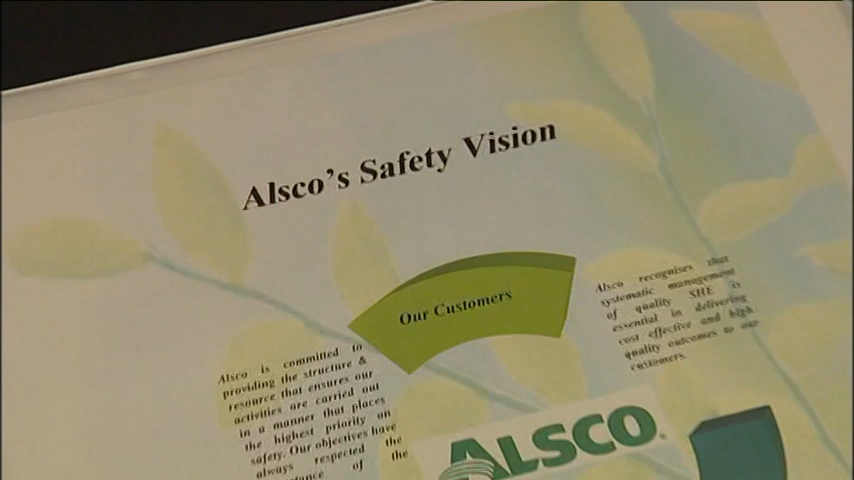 Alsco's Safety Vision
Our Customers
Alsco recognises that
systematic management
of quality SHE is
essential in delivering
cost effective and high
quality outcomes to our
customers.
Alsco is committed to
providing the structure &
resource that ensures our
activities are carried out
in a manner that places
the highest priority on
safety. Our objectives have
always respected the
of the
ALSCO